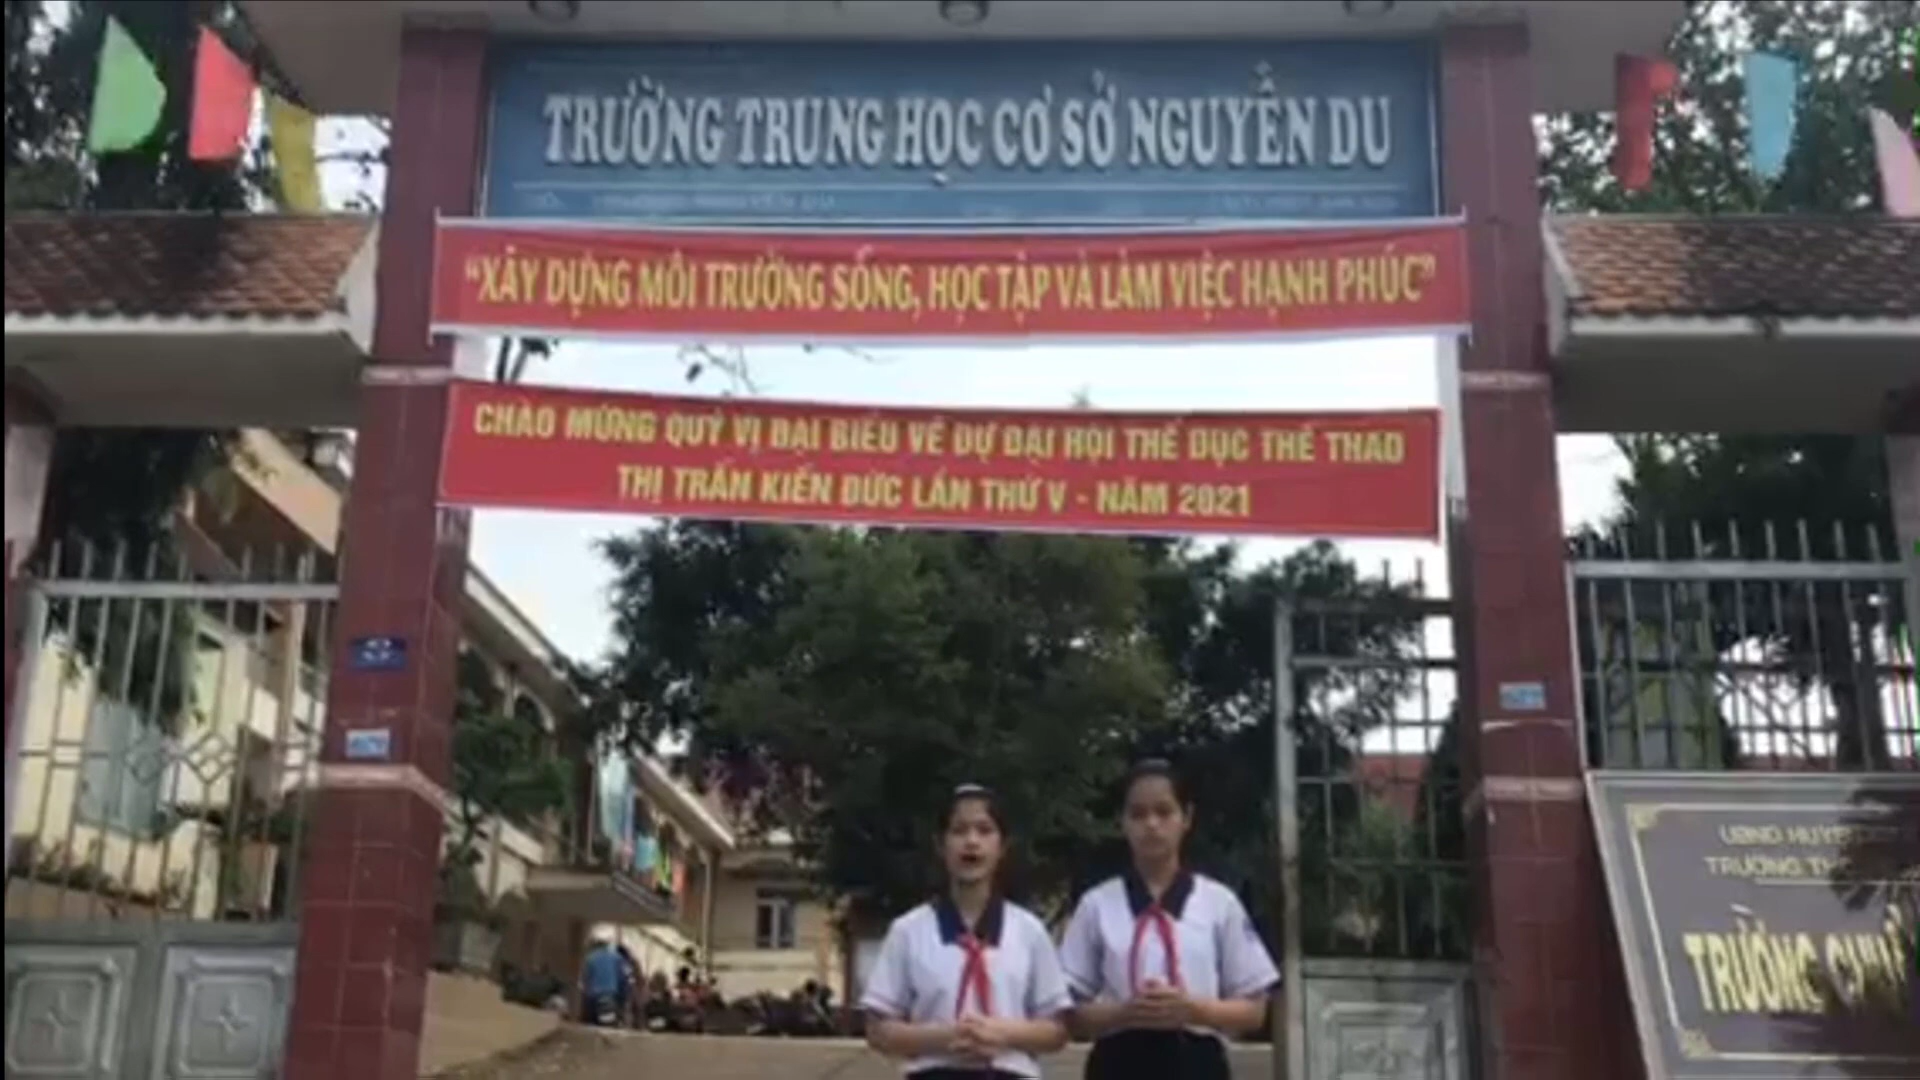 TRƯỜNG TRUNG HỌC CƠ SỞ NGUYỄN DU
“XÂY DỰNG MÔI TRƯỜNG SỐNG, HỌC TẬP VÀ LÀM VIỆC HẠNH PHÚC”
CHÀO MỪNG QUÝ VỊ ĐẠI BIỂU VỀ DỰ ĐẠI HỘI THỂ DỤC THỂ THAO
THỊ TRẤN KIẾN ĐỨC LẦN THỨ V - NĂM 2021
UBND HUYỆN
TRƯỜNG
TRƯỜNG